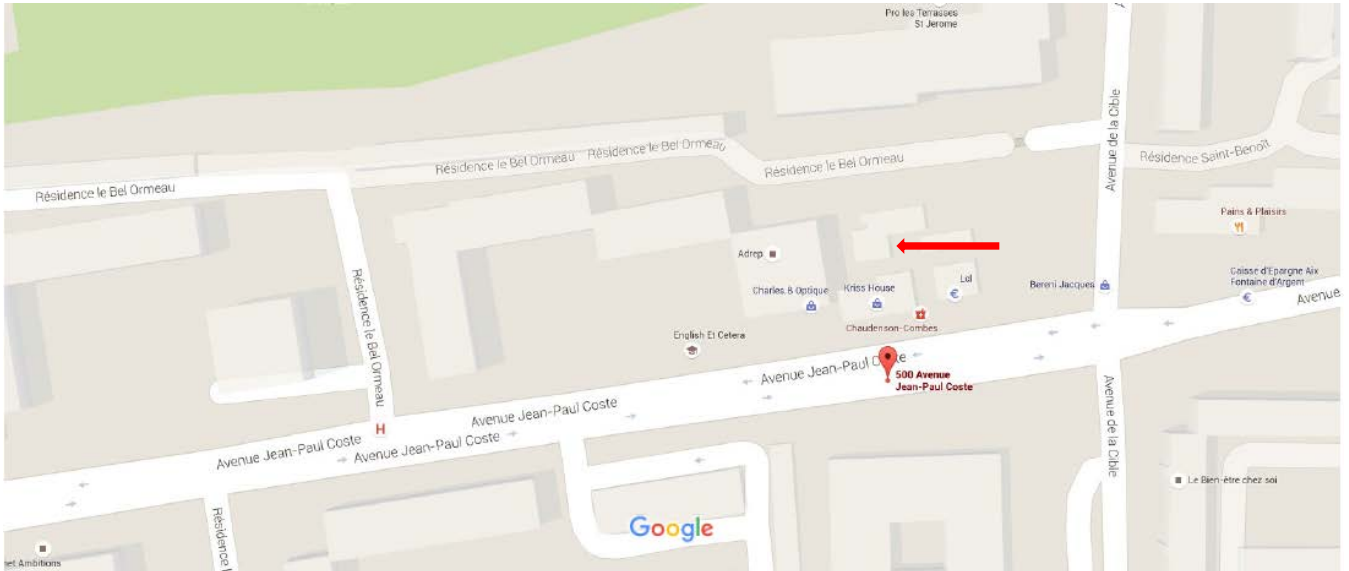 Pro les Terrasses
St Jerome
Avenue de la Cible
Résidence le Bel Ormeau
Résidence le Bel Ormeau
Résidence le Bel Ormeau
Résidence le Bel Ormeau
Résidence Saint-Benoît
Pains & Plaisirs
Adrep
Résidence le Bel Ormeau
Charles.B Optique
Kriss House
Lcl
Bereni Jacques
Caisse d'Epargne Aix
Fontaine d'Argent
Avenue
English Et Cetera
Chaudenson-Combes
Avenue Jean-Paul Coste
500 Avenue
Jean-Paul Coste
Avenue de la Cible
Avenue Jean-Paul Coste
H
Avenue Jean-Paul Coste
Avenue Jean-Paul Coste
Le Bien-être chez soi
Résidence
Google
et Ambitions